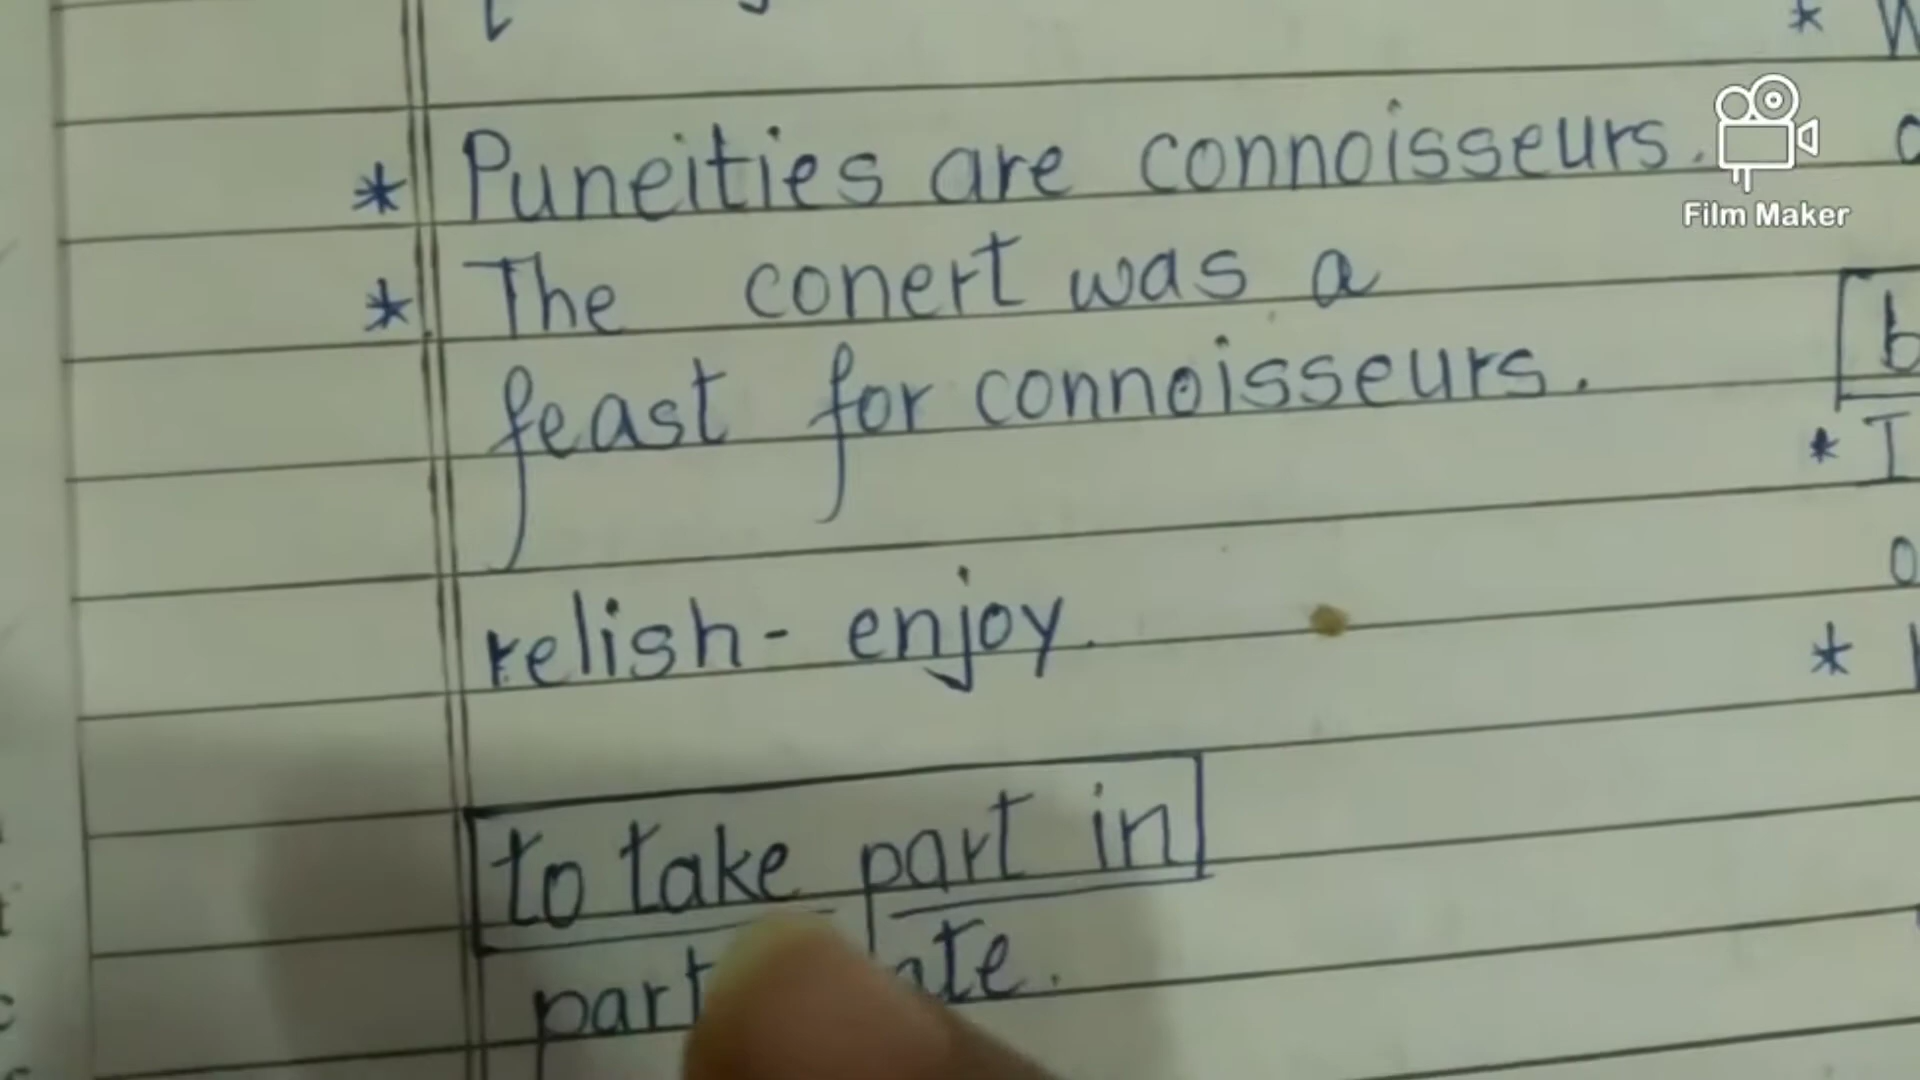 * Puneities are connoisseurs.
* The conert was a
feast for connoisseurs.
relish - enjoy.
to take part in
Film Maker